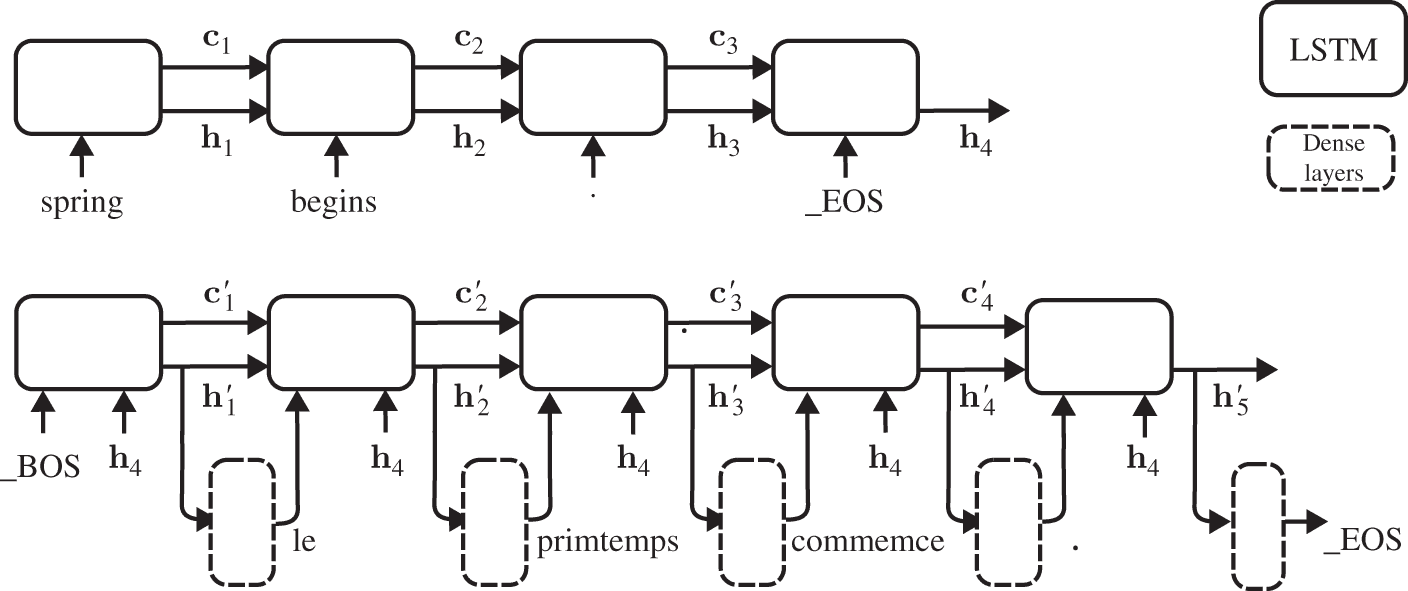 c₁ c₂ c₃
LSTM
h₁ h₂ h₃ h₄
Dense
layers
spring begins . _EOS
c′₁ c′₂ c′₃ c′₄
h′₁ h′₂ h′₃ h′₄ h′₅
_BOS h₄ h₄ h₄ h₄ h₄
le primtemps commemce . _EOS